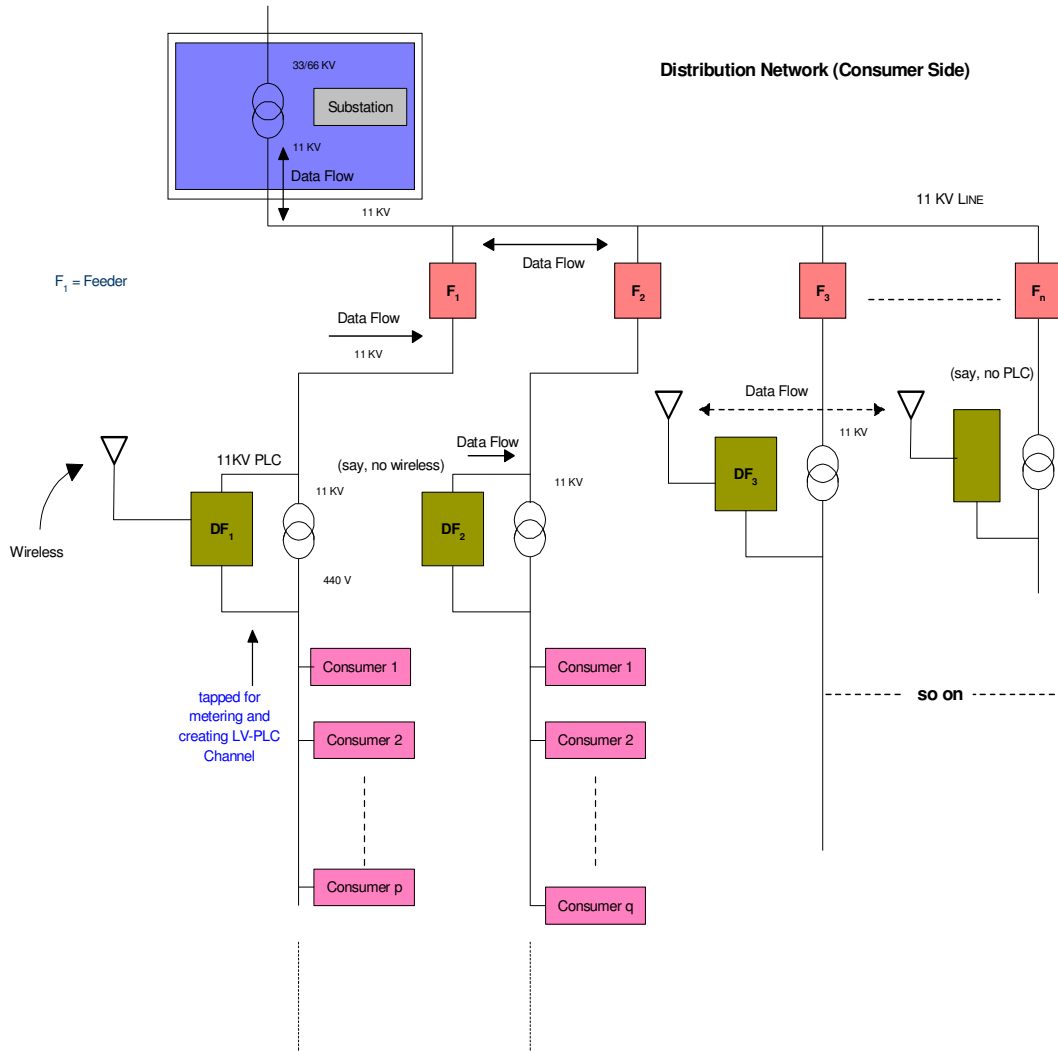 Distribution Network (Consumer Side)
33/66 KV
Substation
11 KV
Data Flow
11 KV
11 KV LINE
Data Flow
F1 = Feeder
F1
F2
F3
Fn
Data Flow
11 KV
(say, no PLC)
Data Flow
11 KV
Data Flow
11KV PLC
(say, no wireless)
11 KV
11 KV
DF1
DF2
DF3
Wireless
440 V
Consumer 1
Consumer 1
tapped for
metering and
creating LV-PLC
Channel
so on
Consumer 2
Consumer 2
Consumer p
Consumer q